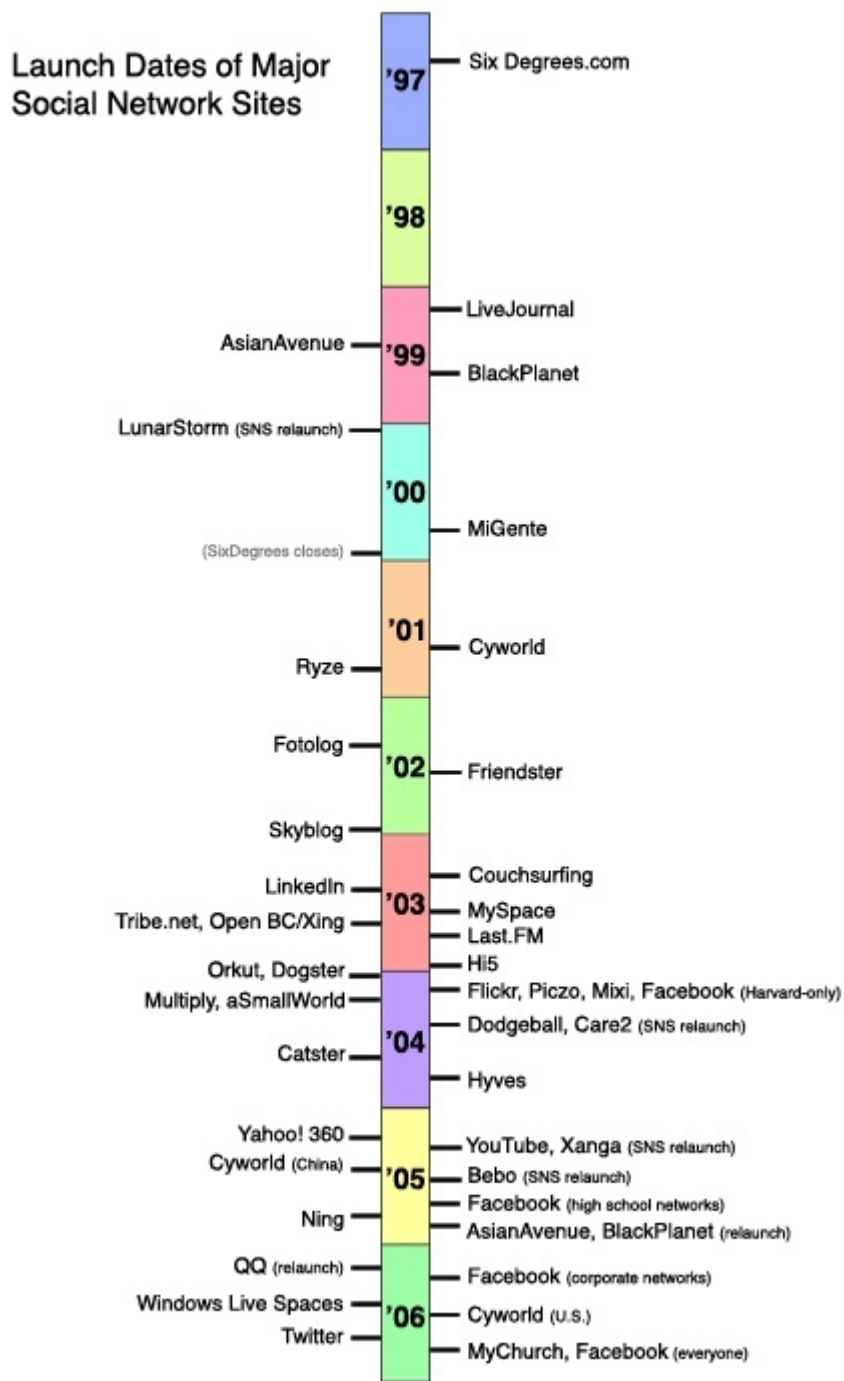 Launch Dates of Major
Social Network Sites
'97
Six Degrees.com
'98
LiveJournal
AsianAvenue
'99
BlackPlanet
LunarStorm (SNS relaunch)
'00
MiGente
(SixDegrees closes)
'01
Cyworld
Ryze
Fotolog
'02
Friendster
Skyblog
Couchsurfing
LinkedIn
'03
MySpace
Tribe.net, Open BC/Xing
Last.FM
Hi5
Orkut, Dogster
Flickr, Piczo, Mixi, Facebook (Harvard-only)
Multiply, aSmallWorld
Dodgeball, Care2 (SNS relaunch)
'04
Catster
Hyves
Yahoo! 360
YouTube, Xanga (SNS relaunch)
Cyworld (China)
Bebo (SNS relaunch)
'05
Facebook (high school networks)
Ning
AsianAvenue, BlackPlanet (relaunch)
QQ (relaunch)
Facebook (corporate networks)
Windows Live Spaces
'06
Cyworld (U.S.)
Twitter
MyChurch, Facebook (everyone)